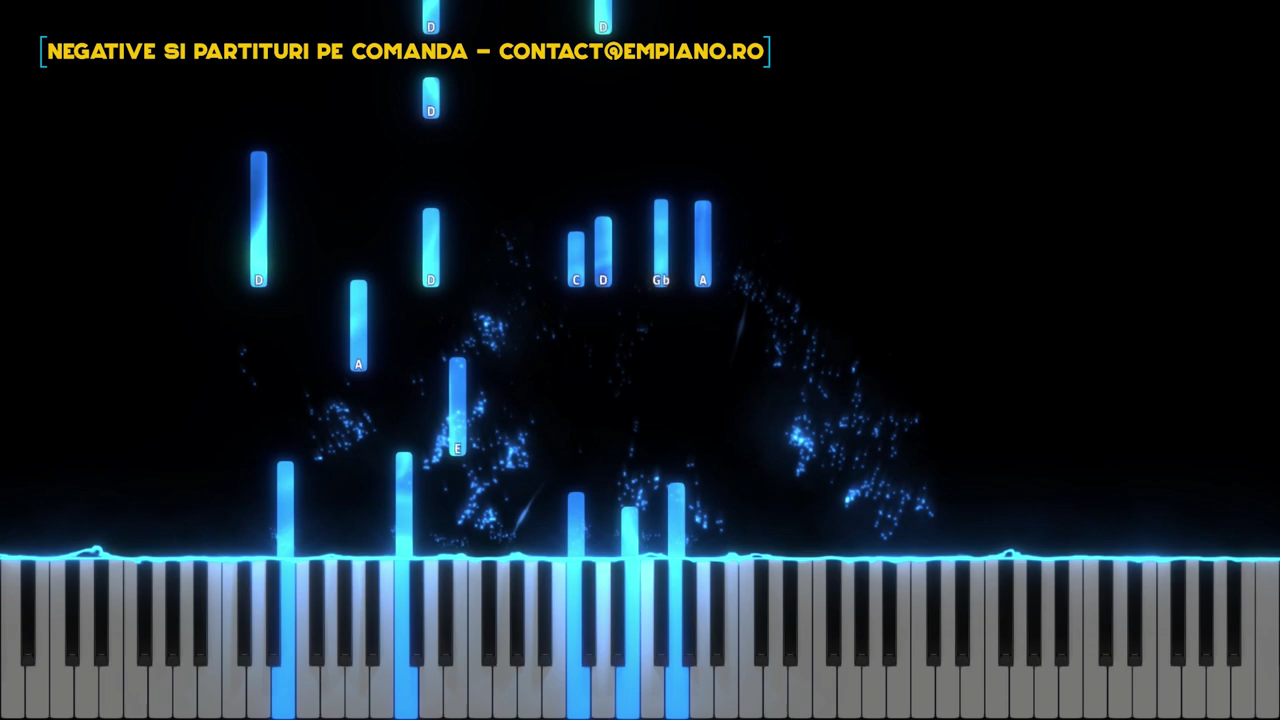 D D
[NEGATIVE SI PARTITURI PE COMANDA - CONTACT@EMPIANO.RO]
D
D D C D Gb A
A
E